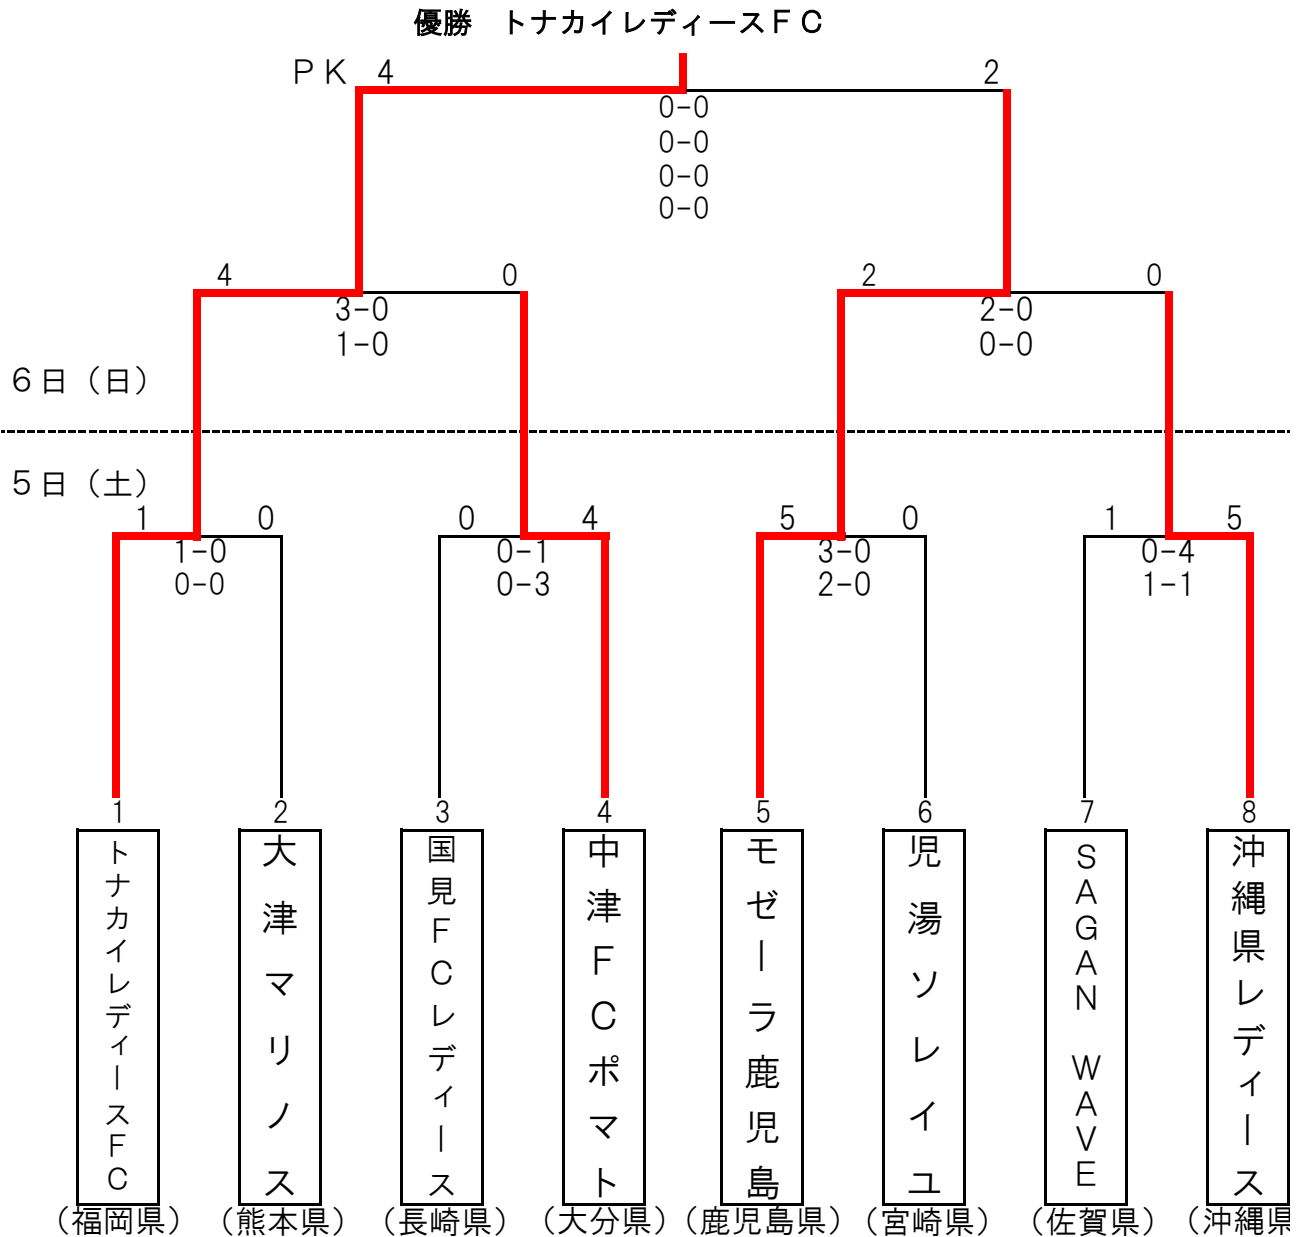 優勝　トナカイレディースＦＣ
ＰＫ 4 2
0-0
0-0
0-0
0-0
4 0 2 0
3-0 2-0
1-0 0-0
６日（日）
５日（土）
1 0 0 4 5 0 1 5
1-0 0-1 3-0 0-4
0-0 0-3 2-0 1-1
1 2 3 4 5 6 7 8
トナカイレディースＦＣ
大津マリノス
国見ＦＣレディース
中津ＦＣポマト
モゼーラ鹿児島
児湯ソレイユ
ＳＡＧＡＮ　ＷＡＶＥ
沖縄県レディース
（福岡県） （熊本県） （長崎県） （大分県） （鹿児島県） （宮崎県） （佐賀県） （沖縄県